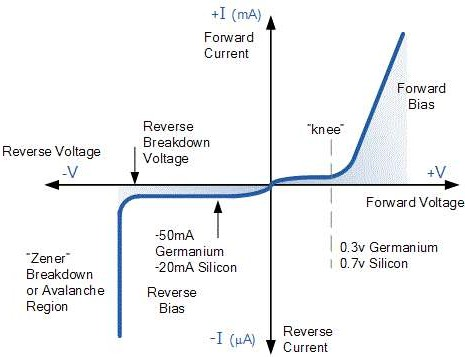 +I (mA)
Forward
Current
Forward
Bias
"knee"
Reverse
Breakdown
Voltage
Reverse Voltage
-V
+V
Forward Voltage
-50mA
Germanium
-20mA Silicon
0.3v Germanium
0.7v Silicon
"Zener"
Breakdown
or Avalanche
Region
Reverse
Bias
-I (µA)
Reverse
Current